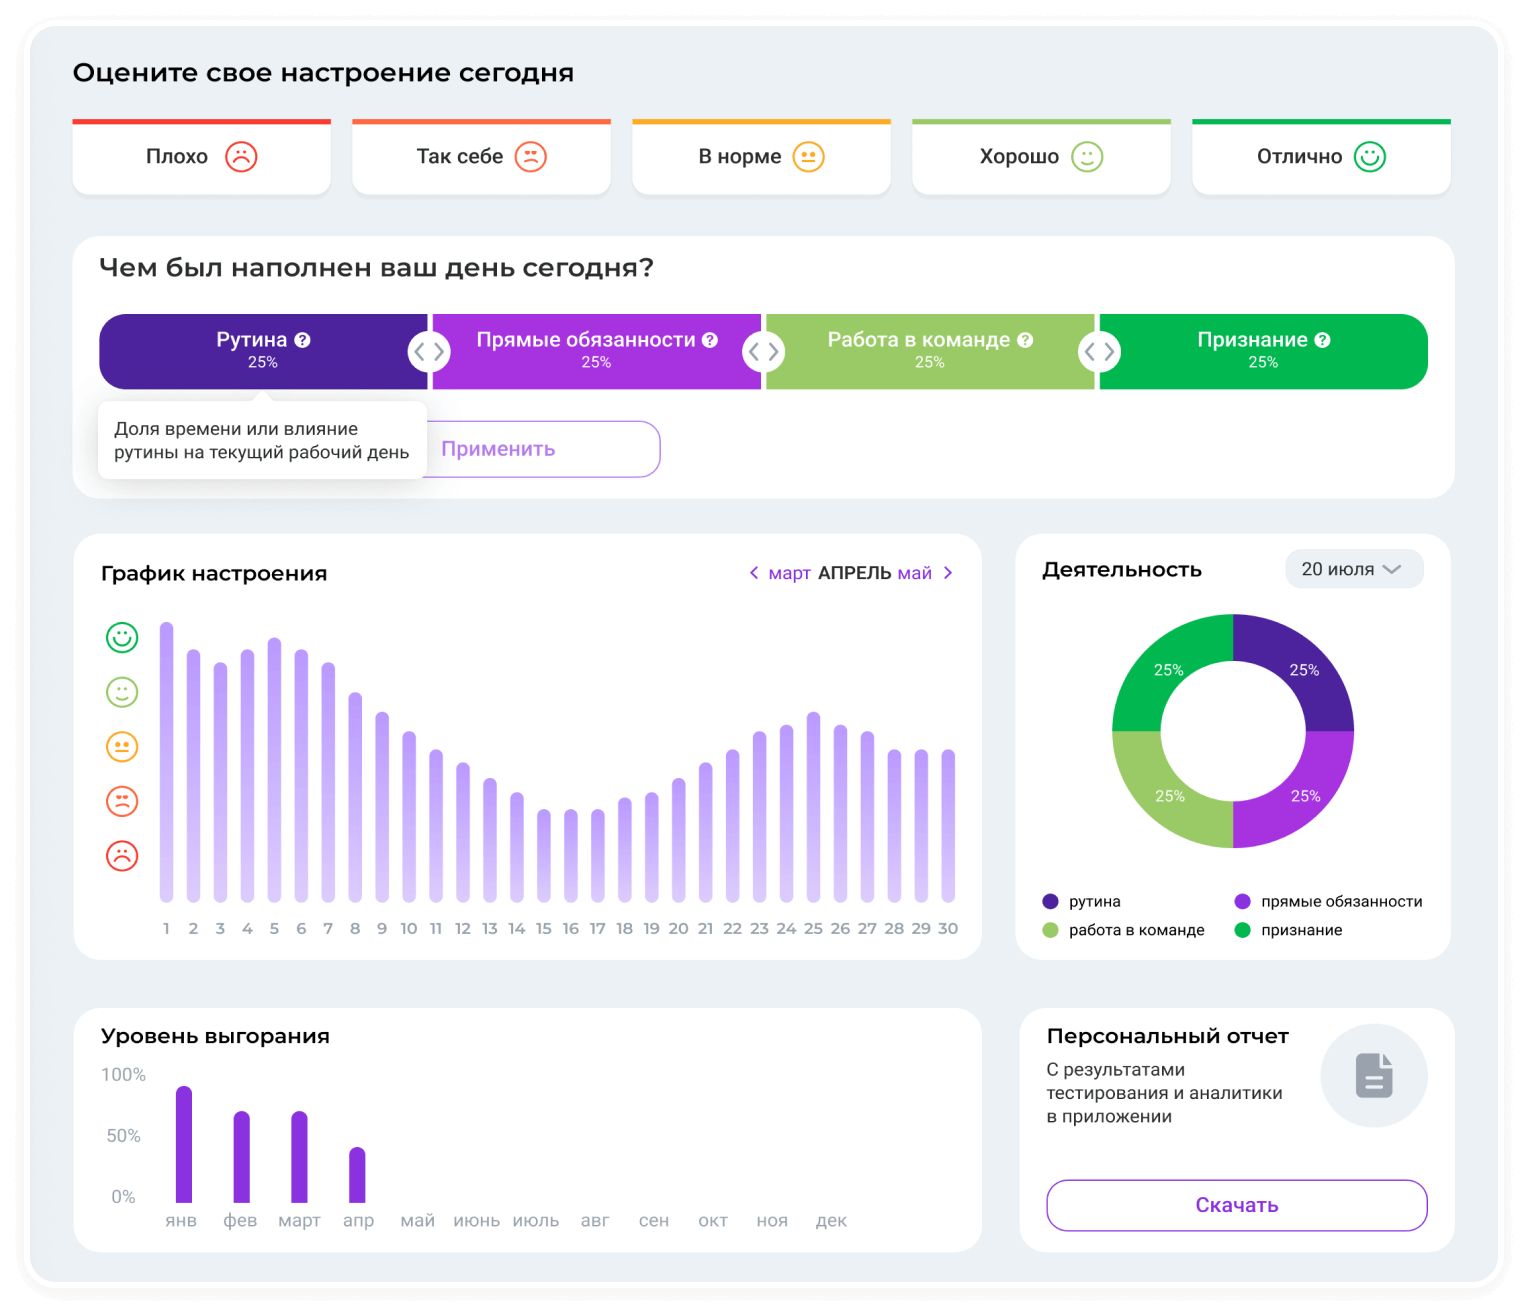 Оцените свое настроение сегодня
Плохо
Так себе
В норме
Хорошо
Отлично
Чем был наполнен ваш день сегодня?
Рутина ?
25%
Прямые обязанности ?
25%
Работа в команде ?
25%
Признание ?
25%
Доля времени или влияние
рутины на текущий рабочий день
Применить
График настроения
< март АПРЕЛЬ май >
1 2 3 4 5 6 7 8 9 10 11 12 13 14 15 16 17 18 19 20 21 22 23 24 25 26 27 28 29 30
Деятельность
20 июля
25% 25%
25% 25%
рутина
прямые обязанности
работа в команде
признание
Уровень выгорания
100%
50%
0%
янв фев март апр май июнь июль авг сен окт ноя дек
Персональный отчет
С результатами
тестирования и аналитики
в приложении
Скачать